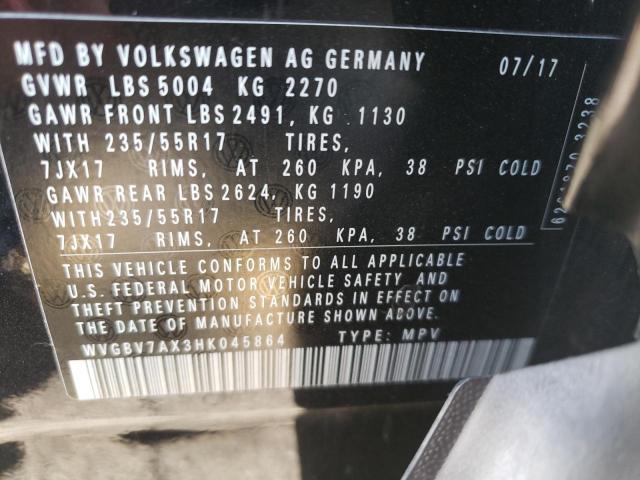 MFD BY VOLKSWAGEN AG GERMANY 07/17
GVWR LBS 5004 KG 2270
GAWR FRONT LBS 2491, KG 1130
WITH 235/55R17 TIRES,
7JX17 RIMS, AT 260 KPA, 38 PSI COLD
GAWR REAR LBS 2624, KG 1190
WITH 235/55R17 TIRES,
7JX17 RIMS, AT 260 KPA, 38 PSI COLD
THIS VEHICLE CONFORMS TO ALL APPLICABLE
U.S. FEDERAL MOTOR VEHICLE SAFETY AND
THEFT PREVENTION STANDARDS IN EFFECT ON
THE DATE OF MANUFACTURE SHOWN ABOVE.
WVGBV7AX3HK045864 TYPE: MPV